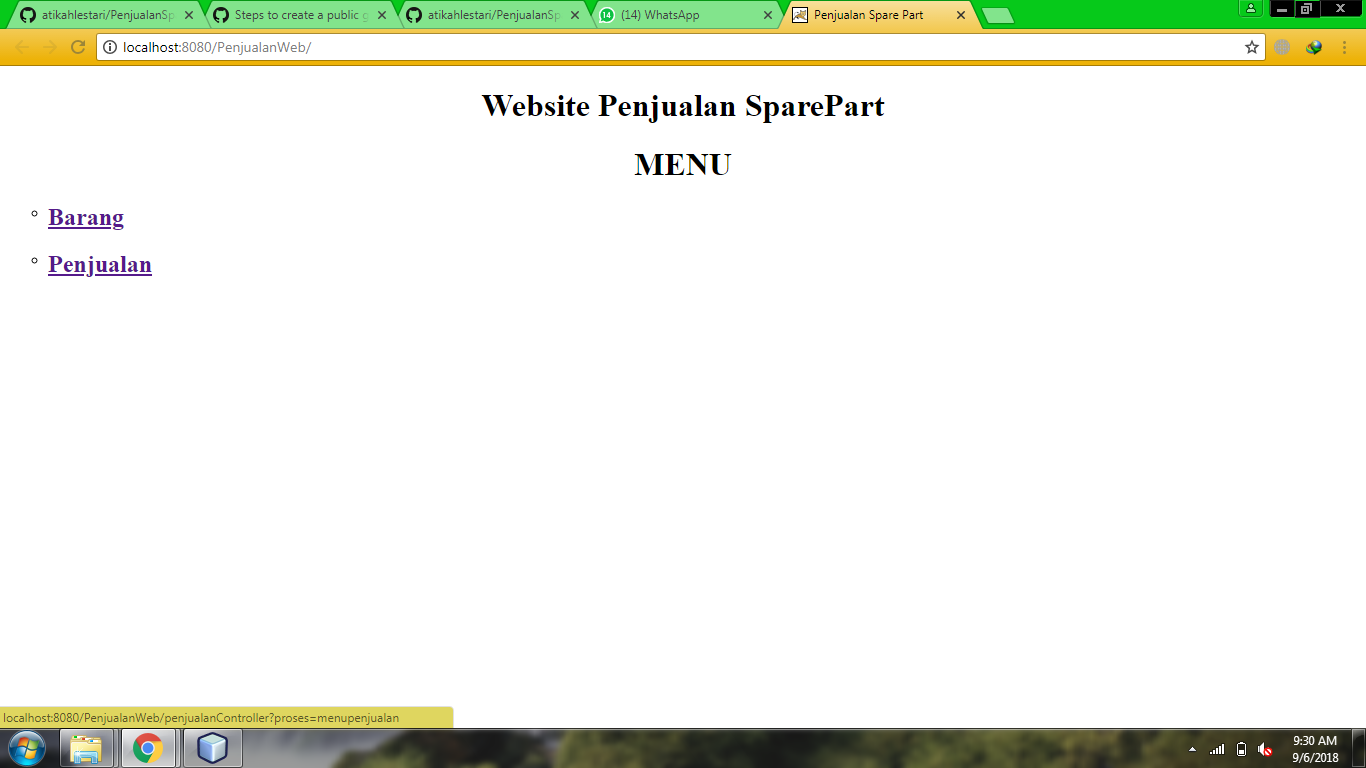 atikahlestari/PenjualanSp
Steps to create a public g
atikahlestari/PenjualanSp
14
(14) WhatsApp
Penjualan Spare Part
localhost:8080/PenjualanWeb/
Website Penjualan SparePart
MENU
Barang
Penjualan
localhost:8080/PenjualanWeb/penjualanController?proses=menupenjualan
9:30 AM
9/6/2018